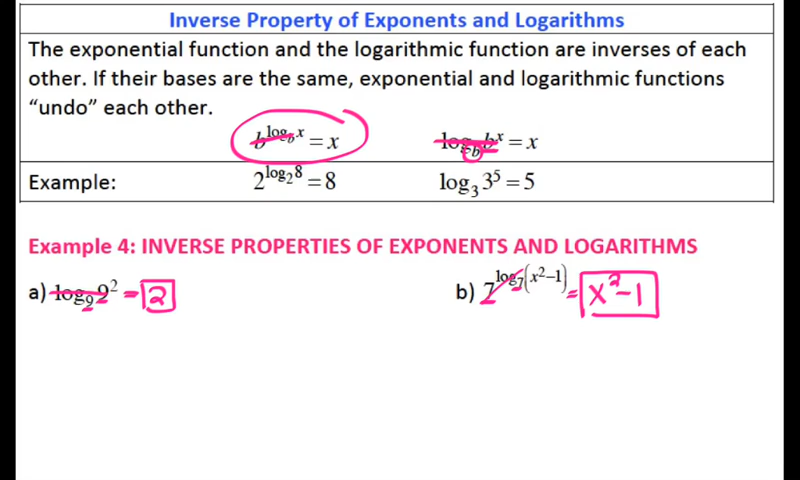 Inverse Property of Exponents and Logarithms
The exponential function and the logarithmic function are inverses of each
other. If their bases are the same, exponential and logarithmic functions
“undo” each other.
b^{log_b x} = x    log_b b^x = x
Example:    2^{log_2 8} = 8    log_3 3^5 = 5
Example 4: INVERSE PROPERTIES OF EXPONENTS AND LOGARITHMS
a) log_9 9^2 = 2    b) 7^{log_7 (x^2−1)} = x^2−1